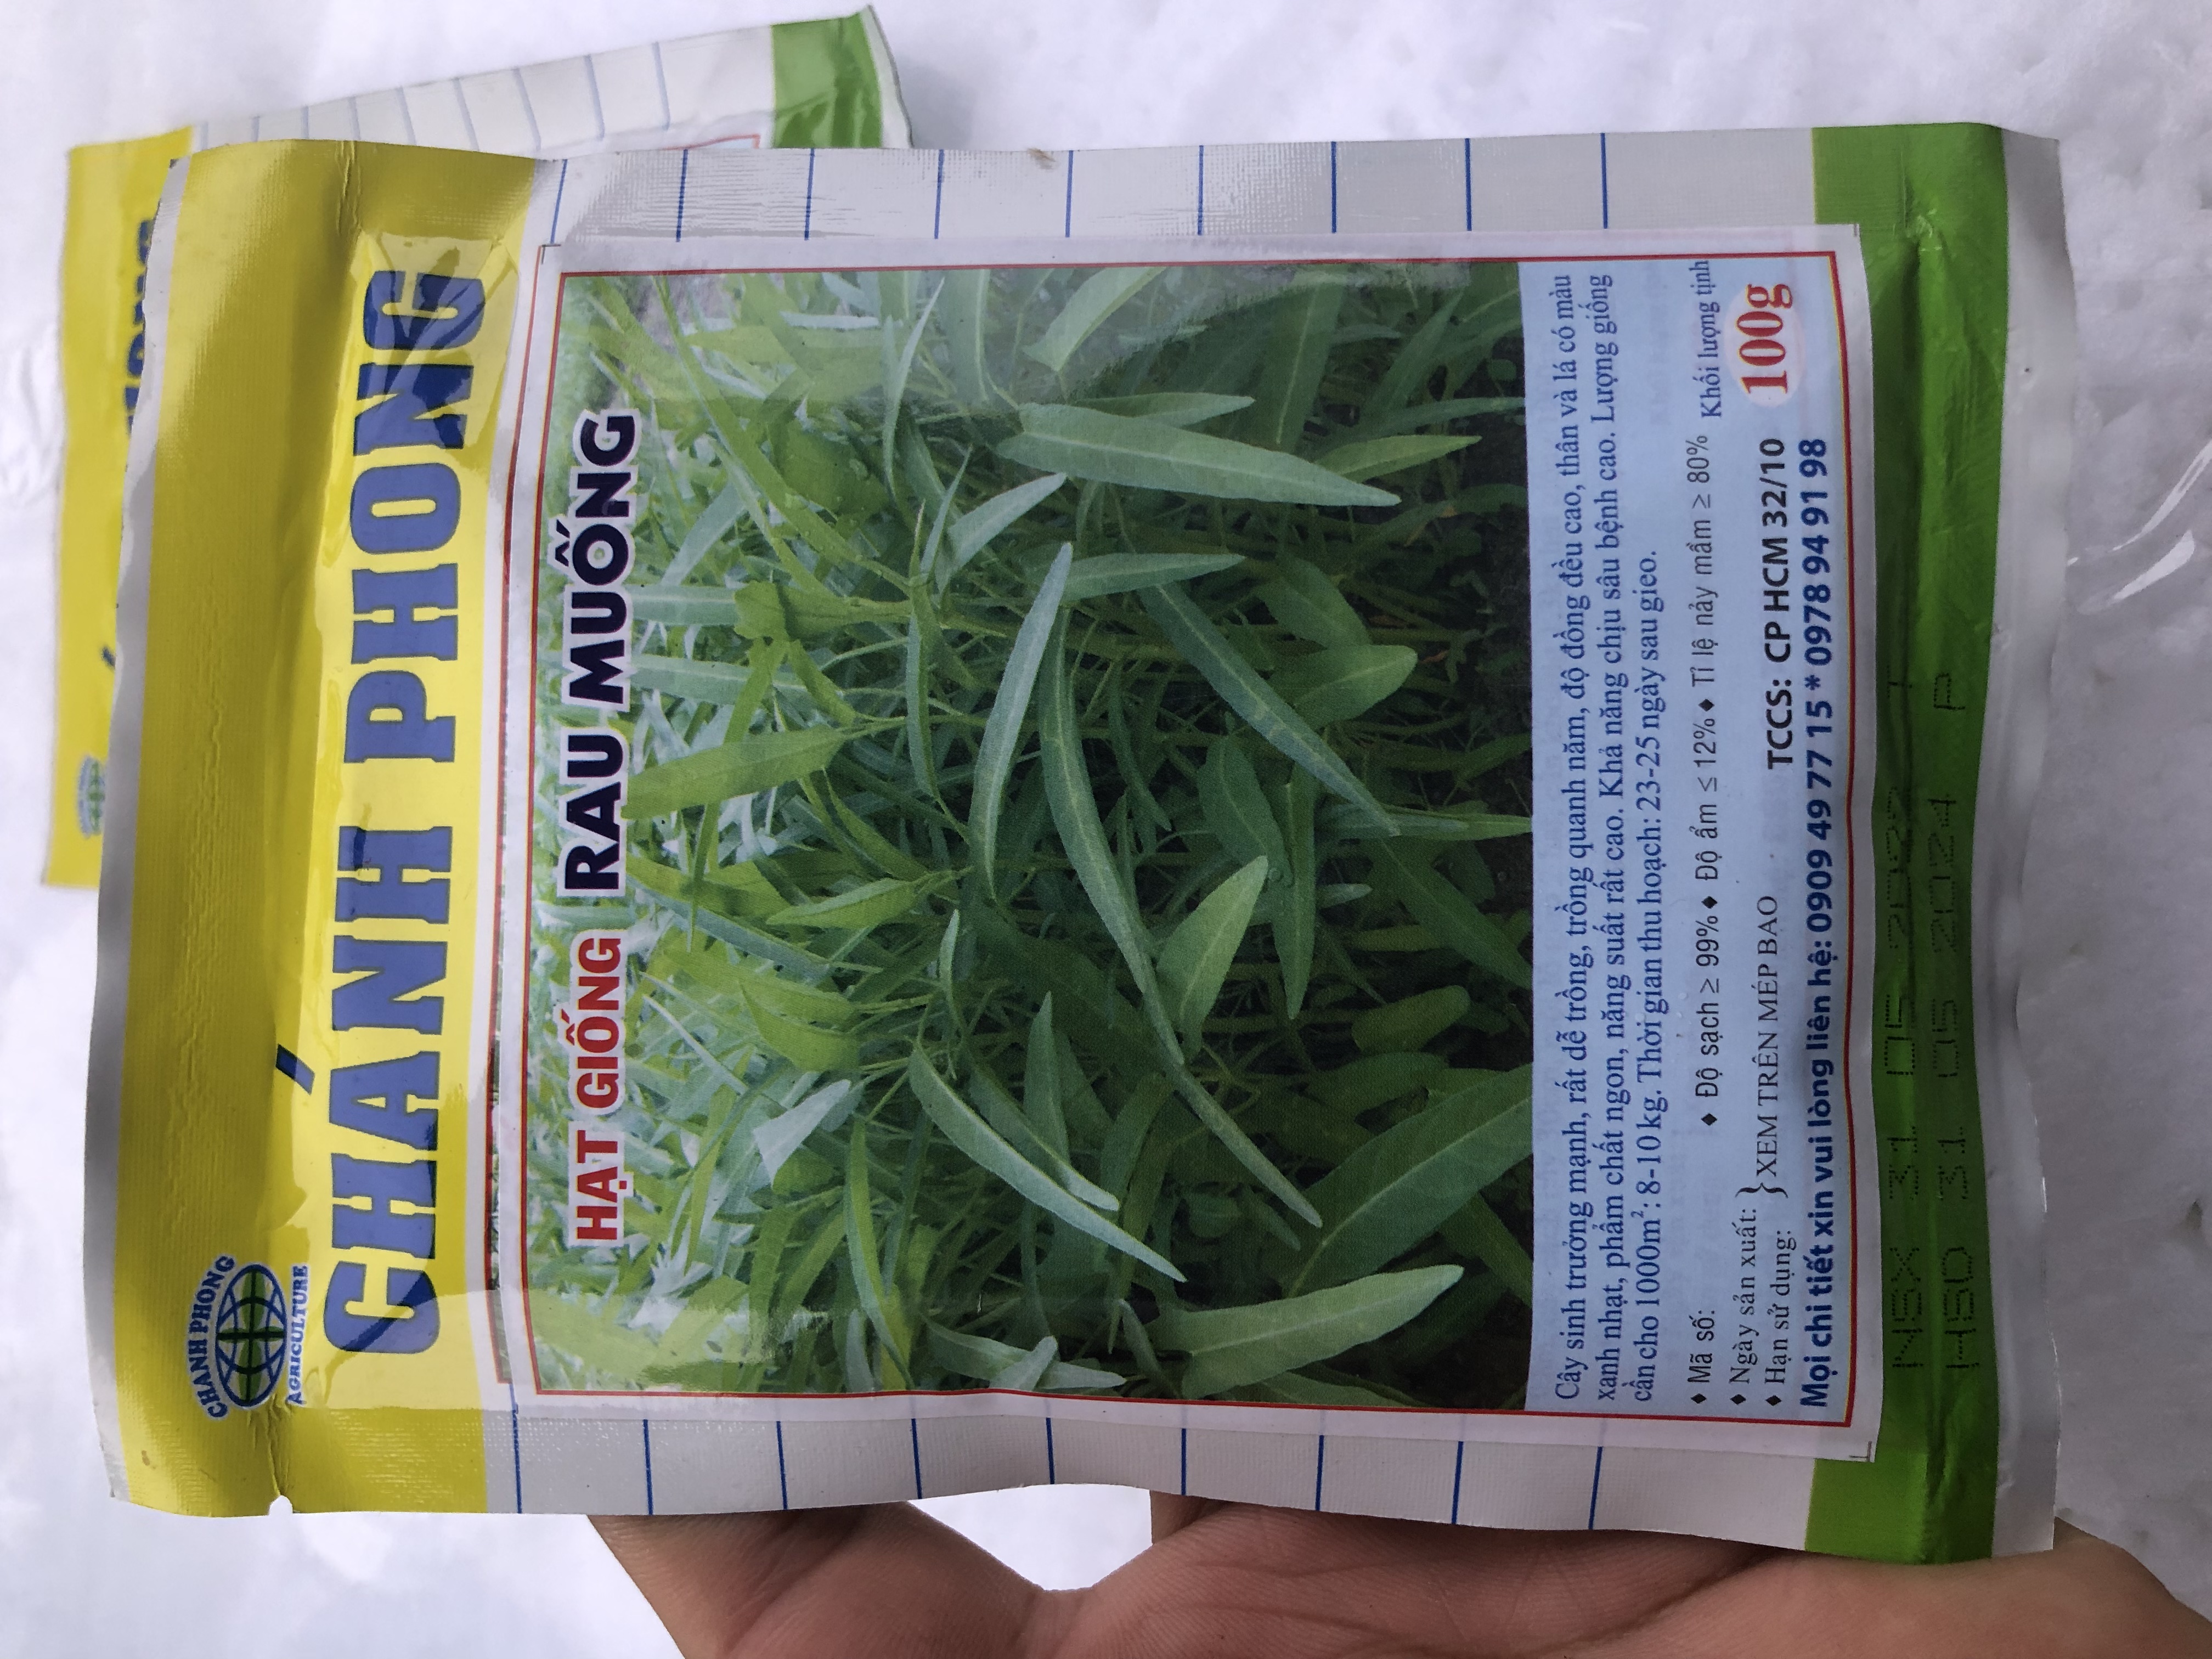 CHANH PHONG
AGRICULTURE
CHÁNH PHONG
HẠT GIỐNG RAU MUỐNG
Cây sinh trưởng mạnh, rất dễ trồng, trồng quanh năm, độ đồng đều cao, thân và lá có màu
xanh nhạt, phẩm chất ngon, năng suất rất cao. Khả năng chịu sâu bệnh cao. Lượng giống
cần cho 1000m²: 8-10 kg. Thời gian thu hoạch: 23-25 ngày sau gieo.
♦ Mã số:
♦ Độ sạch ≥ 99% ♦ Độ ẩm ≤ 12% ♦ Tỉ lệ nảy mầm ≥ 80%
Khối lượng tịnh
100g
♦ Ngày sản xuất:
♦ Hạn sử dụng:
} XEM TRÊN MÉP BAO
TCCS: CP HCM 32/10
Mọi chi tiết xin vui lòng liên hệ: 0909 49 77 15 * 0978 94 91 98
NSX 31 05
HSD 31 05 2024 P